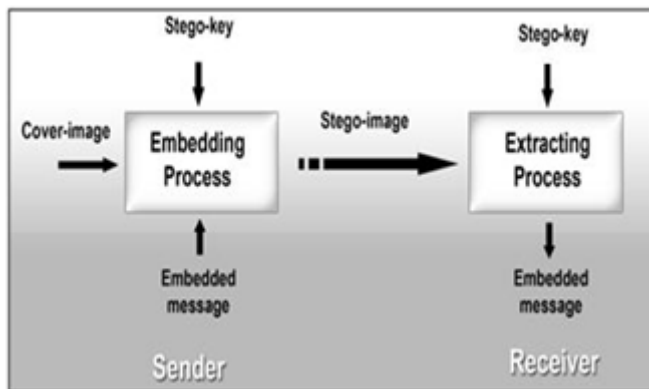 Stego-key
Stego-key
Cover-image
Embedding
Process
Stego-image
Extracting
Process
Embedded
message
Embedded
message
Sender
Receiver